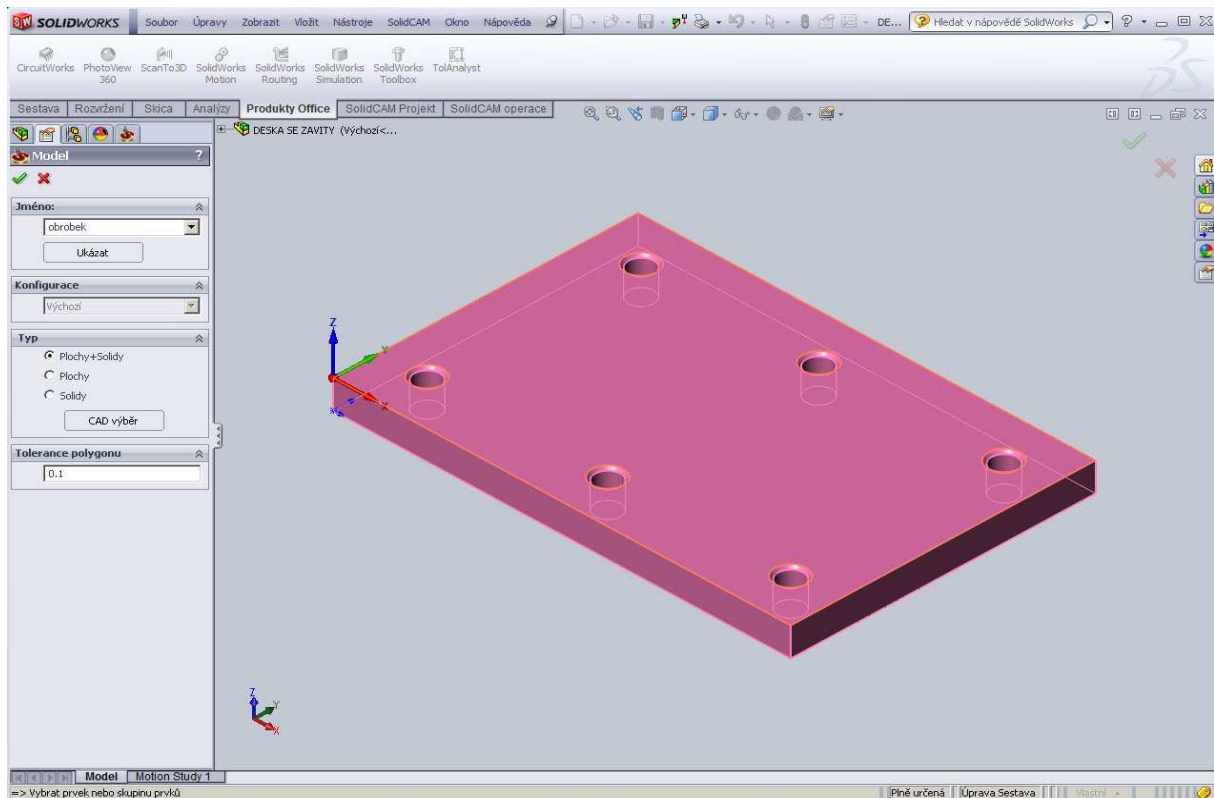 SOLIDWORKS Soubor Úpravy Zobrazit Vložit Nástroje SolidCAM Okno Nápověda DE... Hledat v nápovědě SolidWorks
CircuitWorks PhotoView 360 ScanTo3D SolidWorks Motion SolidWorks Routing SolidWorks Simulation SolidWorks Toolbox TolAnalyst
Sestava Rozvržení Skica Analýzy Produkty Office SolidCAM Projekt SolidCAM operace
DESKA SE ZAVITY (Výchozí<...
Model ?
Jméno:
obrobek
Ukázat
Konfigurace
Výchozí
Typ
Plochy+Solidy
Plochy
Solidy
CAD výběr
Tolerance polygonu
0.1
Z
Y
X
Z
Y
X
Model Motion Study 1
=> Vybrat prvek nebo skupinu prvků Plně určená Úprava Sestava Vlastní